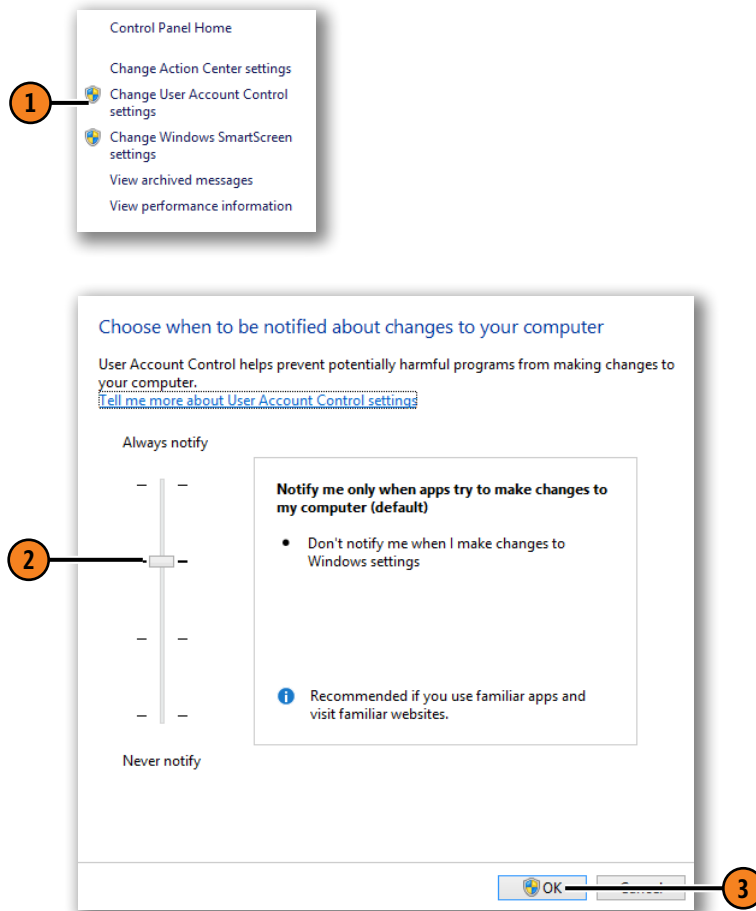 Control Panel Home
Change Action Center settings
1
Change User Account Control
settings
Change Windows SmartScreen
settings
View archived messages
View performance information
Choose when to be notified about changes to your computer
User Account Control helps prevent potentially harmful programs from making changes to
your computer.
Tell me more about User Account Control settings
Always notify
Notify me only when apps try to make changes to
my computer (default)
• Don't notify me when I make changes to
Windows settings
2
Recommended if you use familiar apps and
visit familiar websites.
Never notify
OK
3